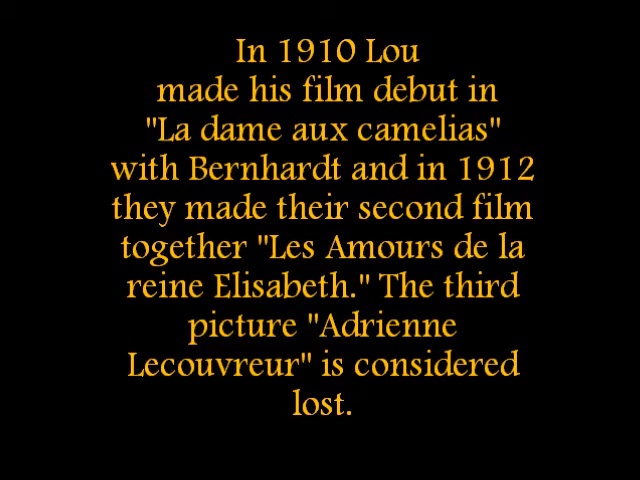 In 1910 Lou
made his film debut in
"La dame aux camelias"
with Bernhardt and in 1912
they made their second film
together "Les Amours de la
reine Elisabeth." The third
picture "Adrienne
Lecouvreur" is considered
lost.